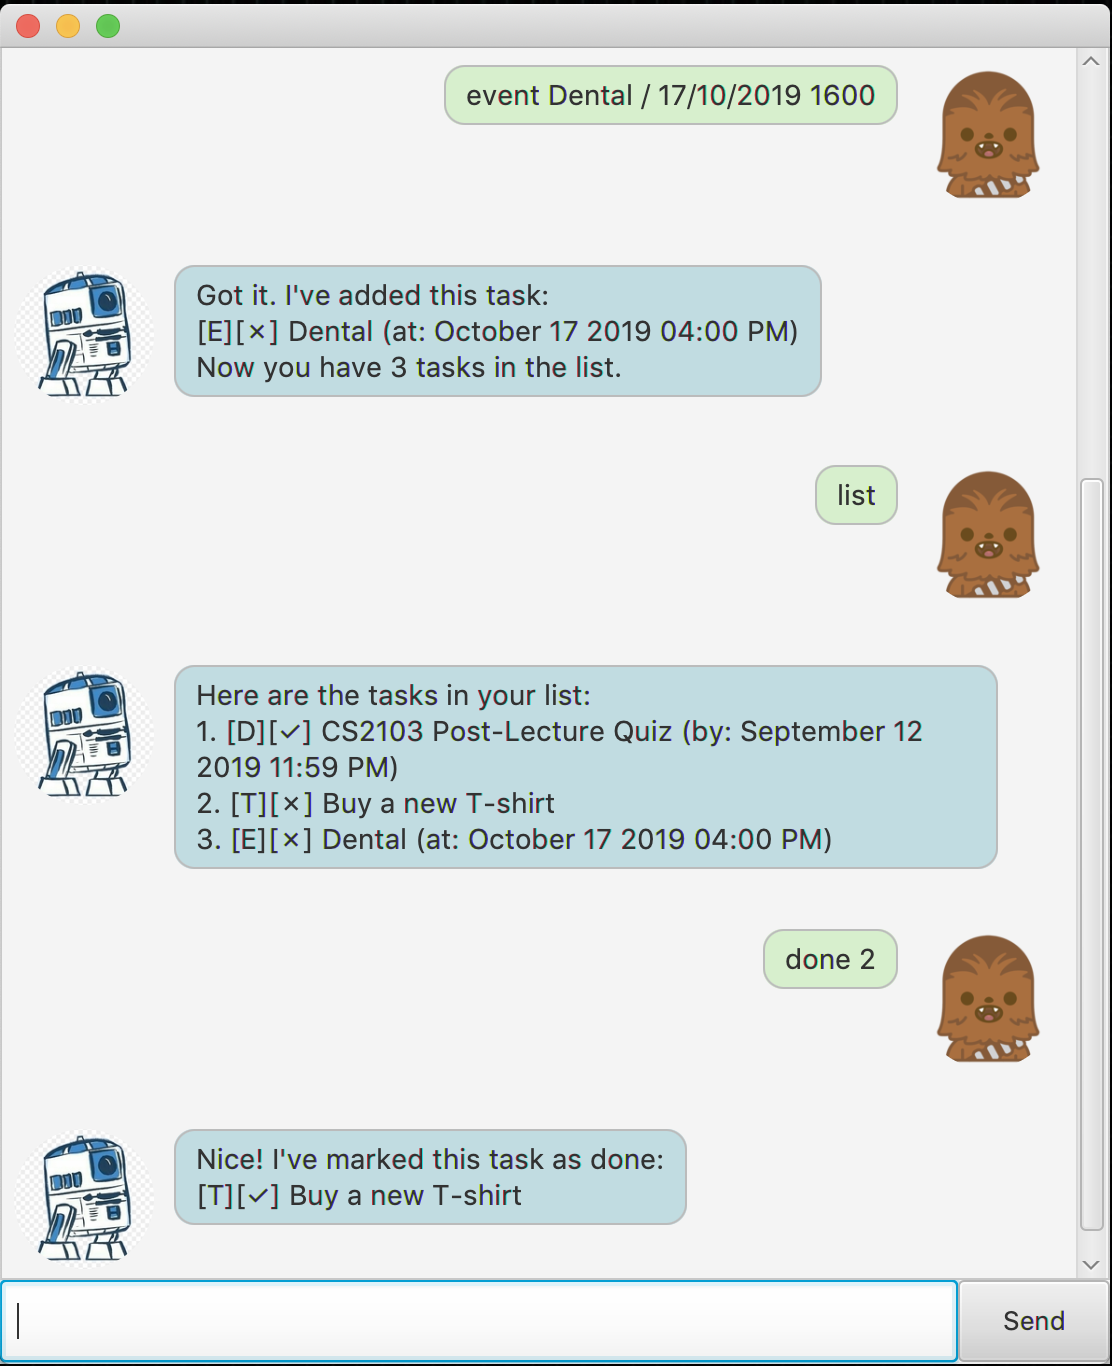 event Dental / 17/10/2019 1600
Got it. I've added this task:
[E][×] Dental (at: October 17 2019 04:00 PM)
Now you have 3 tasks in the list.
list
Here are the tasks in your list:
1. [D][✓] CS2103 Post-Lecture Quiz (by: September 12
2019 11:59 PM)
2. [T][×] Buy a new T-shirt
3. [E][×] Dental (at: October 17 2019 04:00 PM)
done 2
Nice! I've marked this task as done:
[T][✓] Buy a new T-shirt
Send